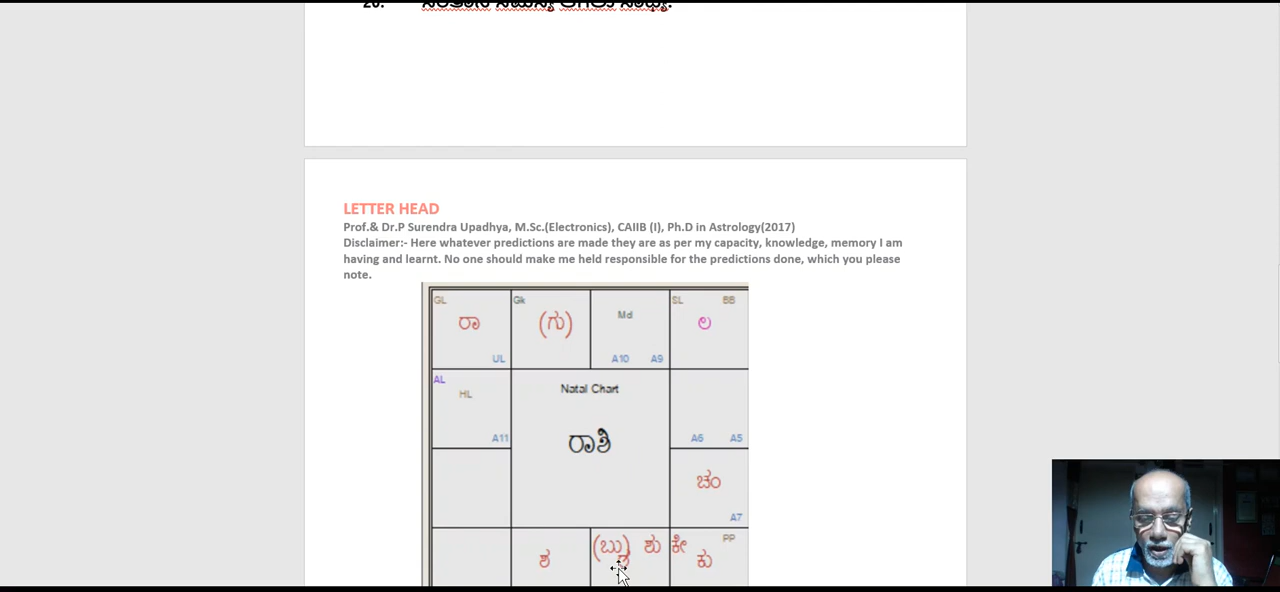 20. ಸಂತಾನ ಸಮಸ್ಯೆ
LETTER HEAD
Prof.& Dr.P Surendra Upadhya, M.Sc.(Electronics), CAIIB (I), Ph.D in Astrology(2017)
Disclaimer:- Here whatever predictions are made they are as per my capacity, knowledge, memory I am
having and learnt. No one should make me held responsible for the predictions done, which you please
note.
GL Gk SL BB
ರಾ (ಗು) Md ಲ
UL A10 A9
AL
HL Natal Chart
A11 ರಾಶಿ A6 A5
ಚಂ
A7
PP
ಶ (ಬು) ಶು ಕೇ
ಕು